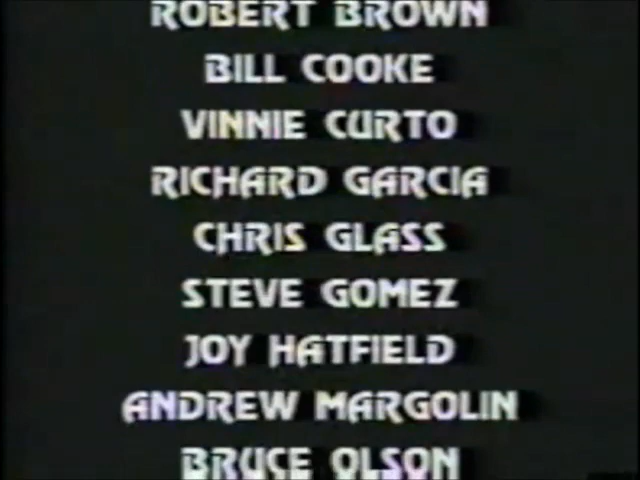 ROBERT BROWN
BILL COOKE
VINNIE CURTO
RICHARD GARCIA
CHRIS GLASS
STEVE GOMEZ
JOY HATFIELD
ANDREW MARGOLIN
BRUCE OLSON